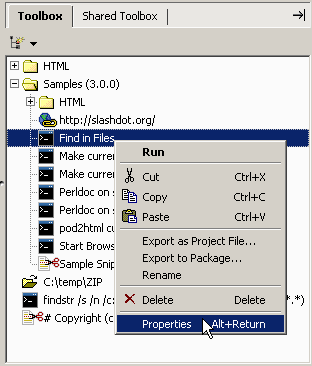 Toolbox Shared Toolbox
HTML
Samples (3.0.0)
HTML
http://slashdot.org/
Find in Files
Make curren
Make curren
Perldoc on s
Perldoc on s
pod2html cu
Start Brows
Sample Snip
C:\temp\ZIP
findstr /s /n /c: *.*)
# Copyright (c
Run
Cut Ctrl+X
Copy Ctrl+C
Paste Ctrl+V
Export as Project File...
Export to Package...
Rename
Delete Delete
Properties Alt+Return